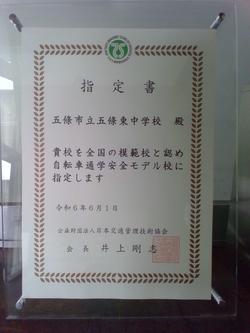 指定書
五條市立五條東中学校 殿
貴校を全国の模範校と認め
自転車通学安全モデル校に
指定します
令和6年6月1日
公益財団法人日本交通管理技術協会
会長 井上剛志